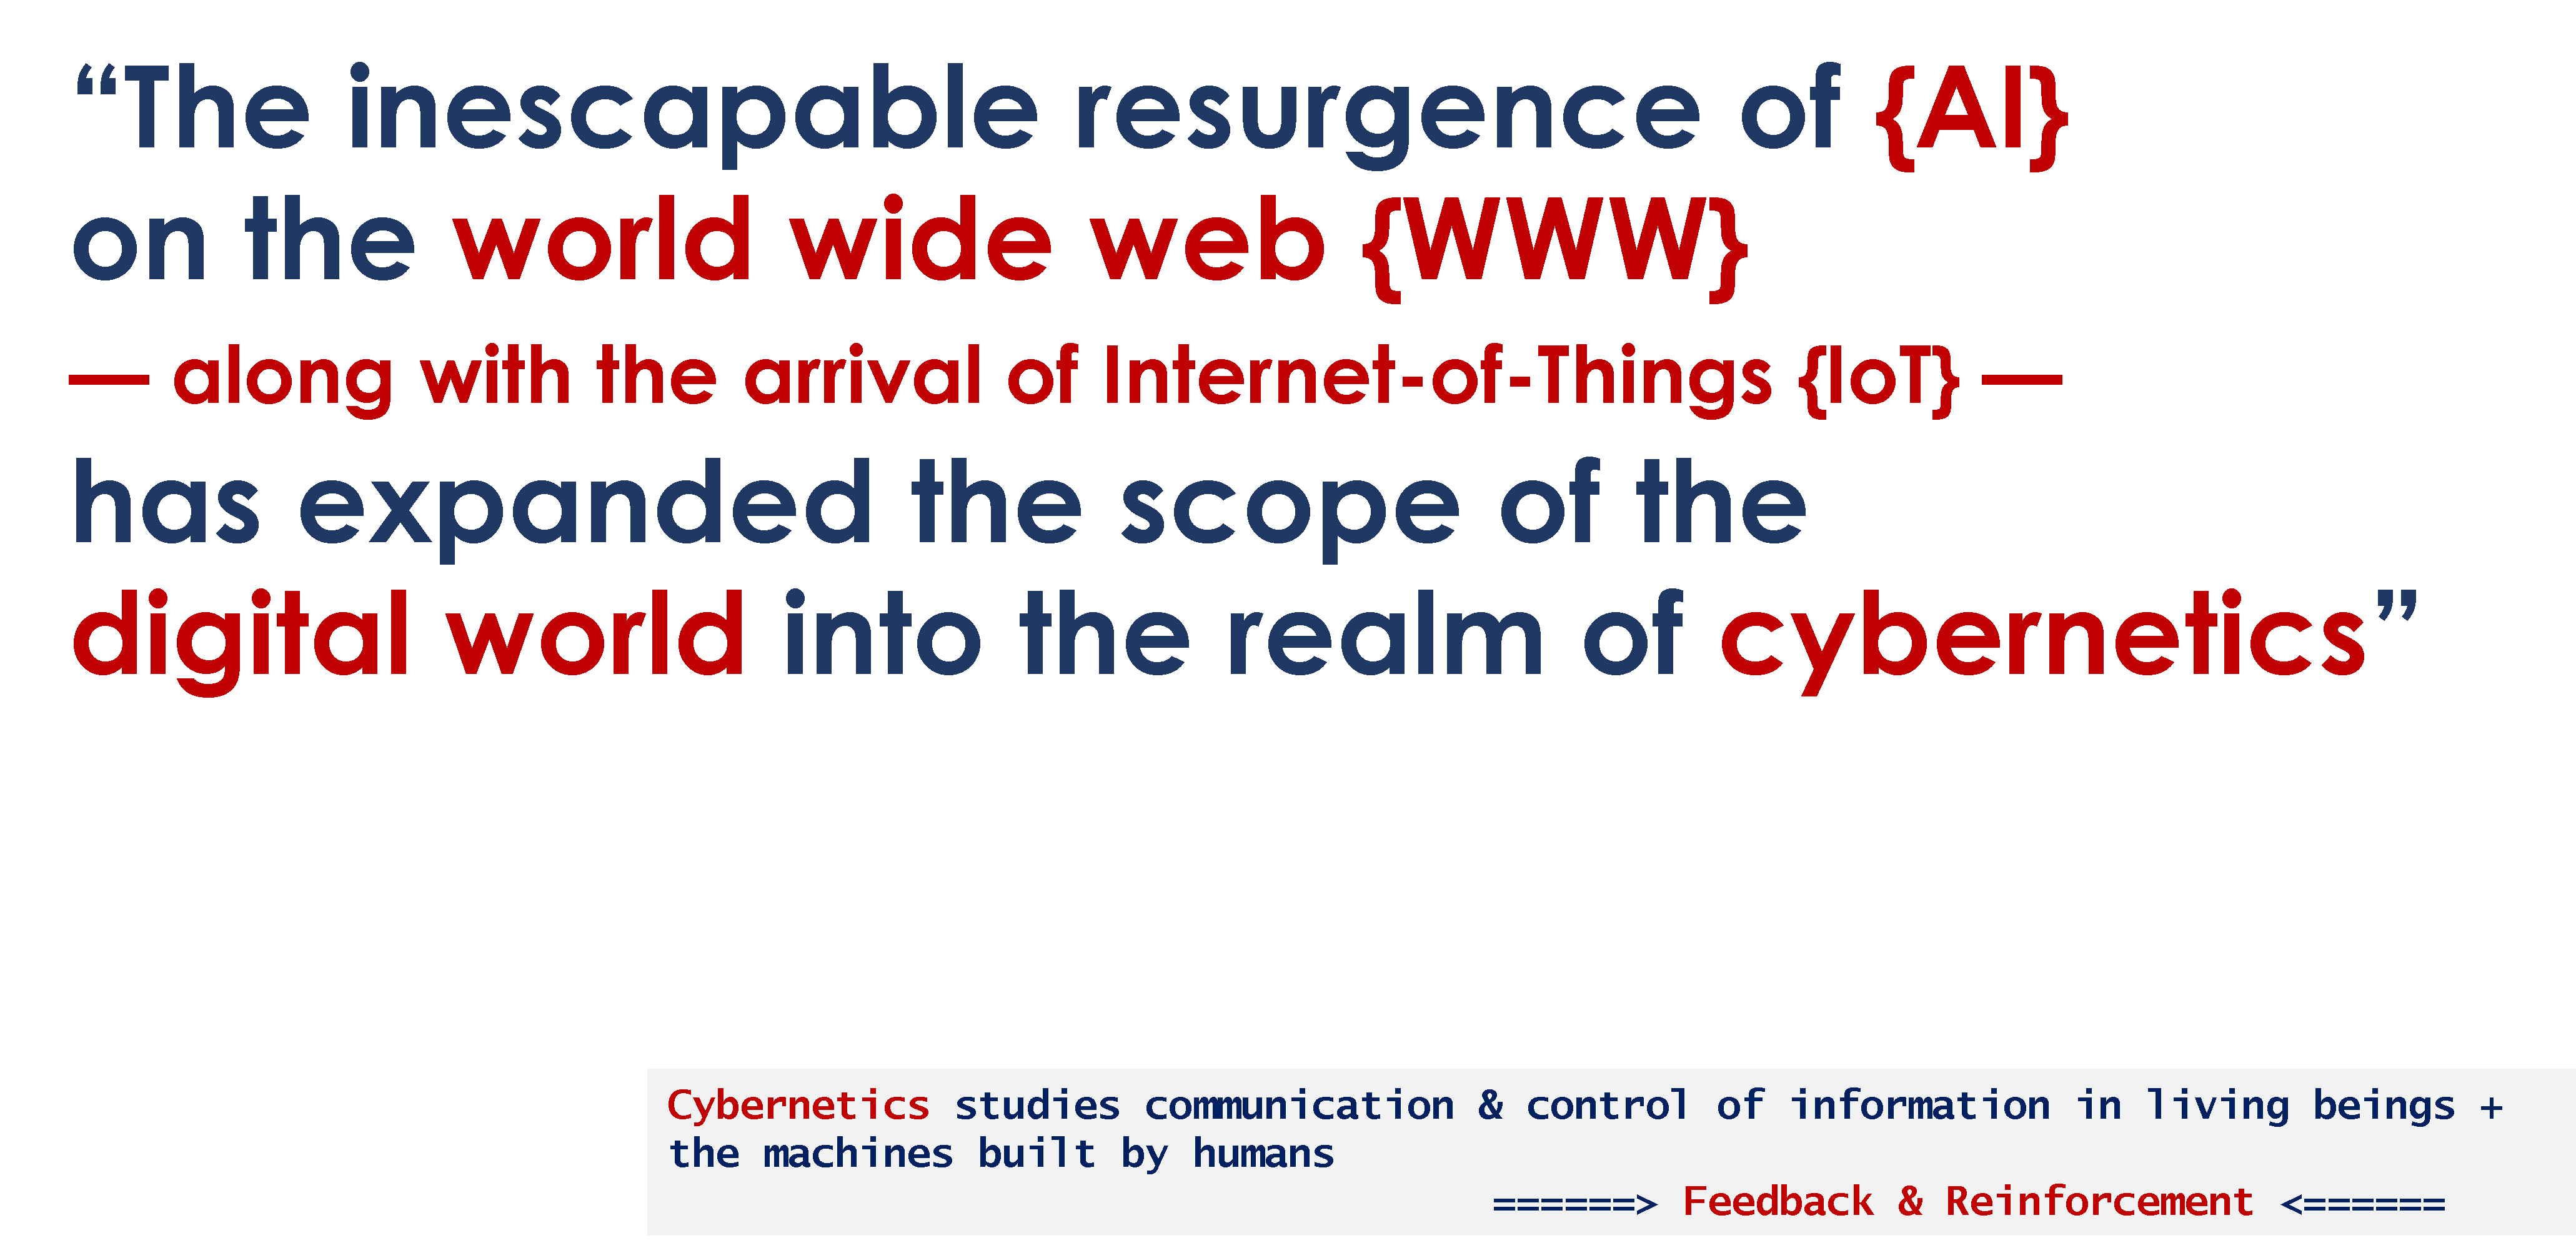 “The inescapable resurgence of {AI}
on the world wide web {WWW}
— along with the arrival of Internet-of-Things {IoT} —
has expanded the scope of the
digital world into the realm of cybernetics”
Cybernetics studies communication & control of information in living beings +
the machines built by humans
======> Feedback & Reinforcement <======